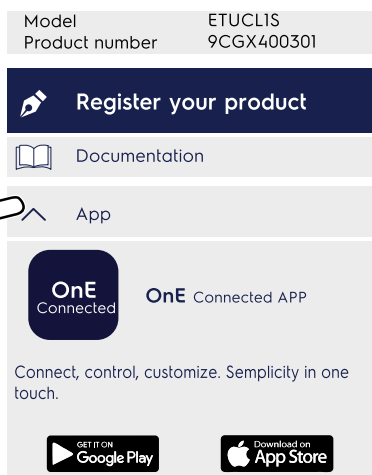 Model ETUCL1S
Product number 9CGX400301
Register your product
Documentation
App
OnE
Connected
OnE Connected APP
Connect, control, customize. Semplicity in one
touch.
GET IT ON
Google Play
Download on
App Store